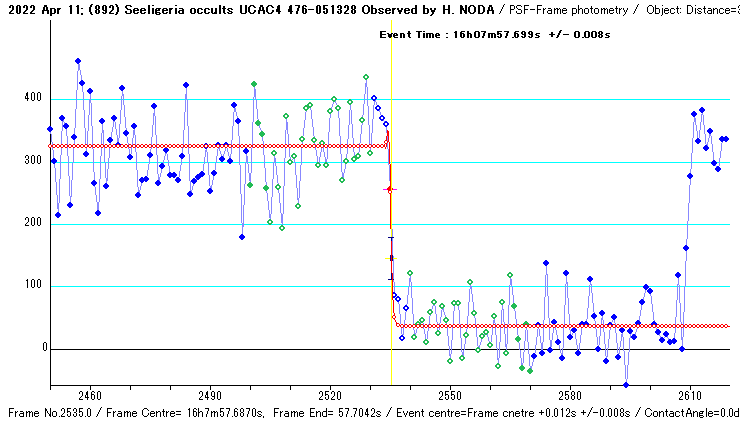 2022 Apr 11; (892) Seeligeria occults UCAC4 476-051328 Observed by H. NODA / PSF-Frame photometry / Object: Distance=
Event Time : 16h07m57.699s +/- 0.008s
400
300
200
100
0
2460 2490 2520 2550 2580 2610
Frame No.2535.0 / Frame Centre= 16h7m57.6870s, Frame End= 57.7042s / Event centre=Frame cnetre +0.012s +/-0.008s / ContactAngle=0.0d